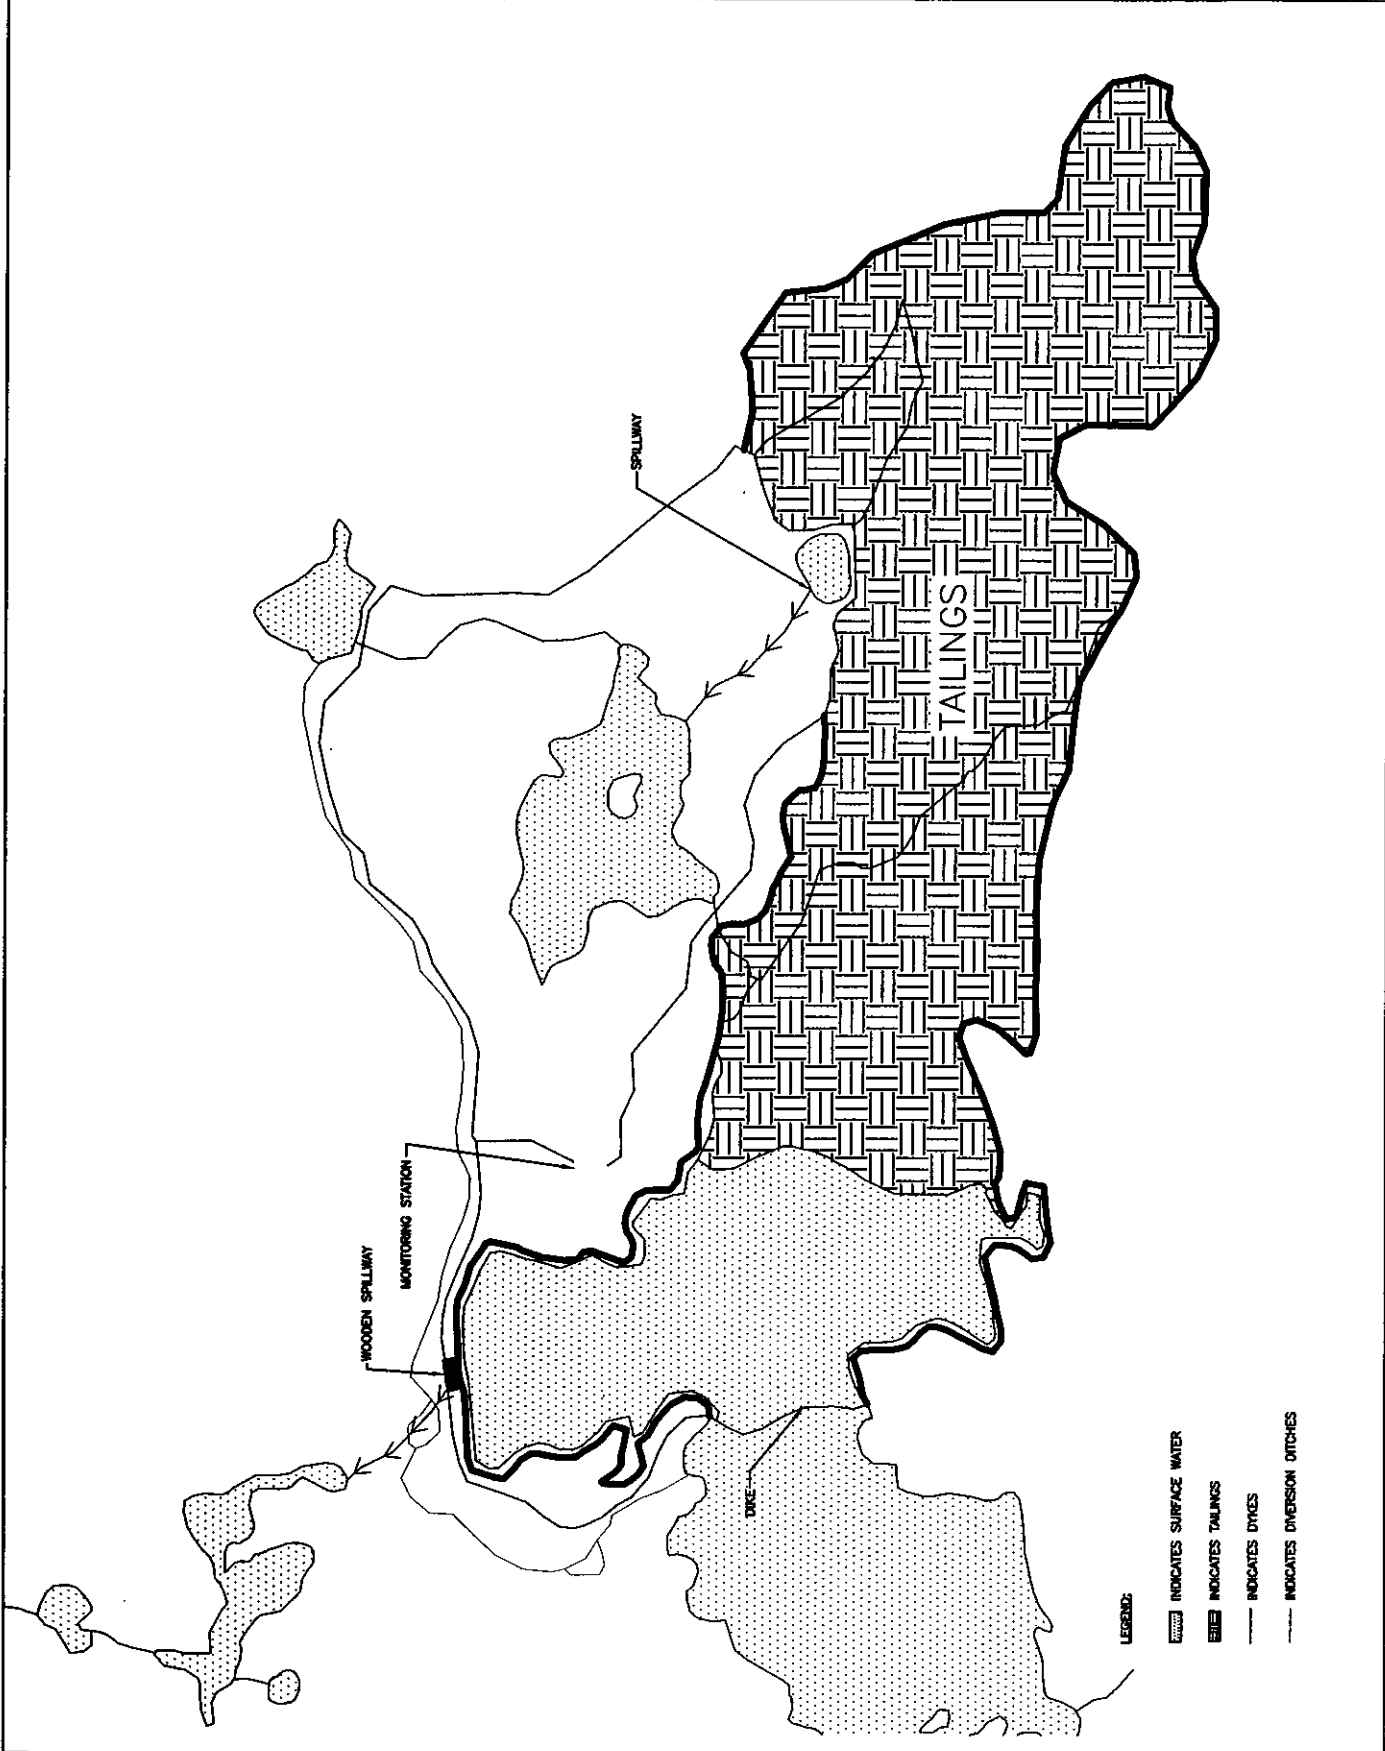 SPILLWAY
TAILINGS
MONITORING STATION
WOODEN SPILLWAY
DIKE
LEGEND:
INDICATES SURFACE WATER
INDICATES TAILINGS
INDICATES DYKES
INDICATES DIVERSION DITCHES